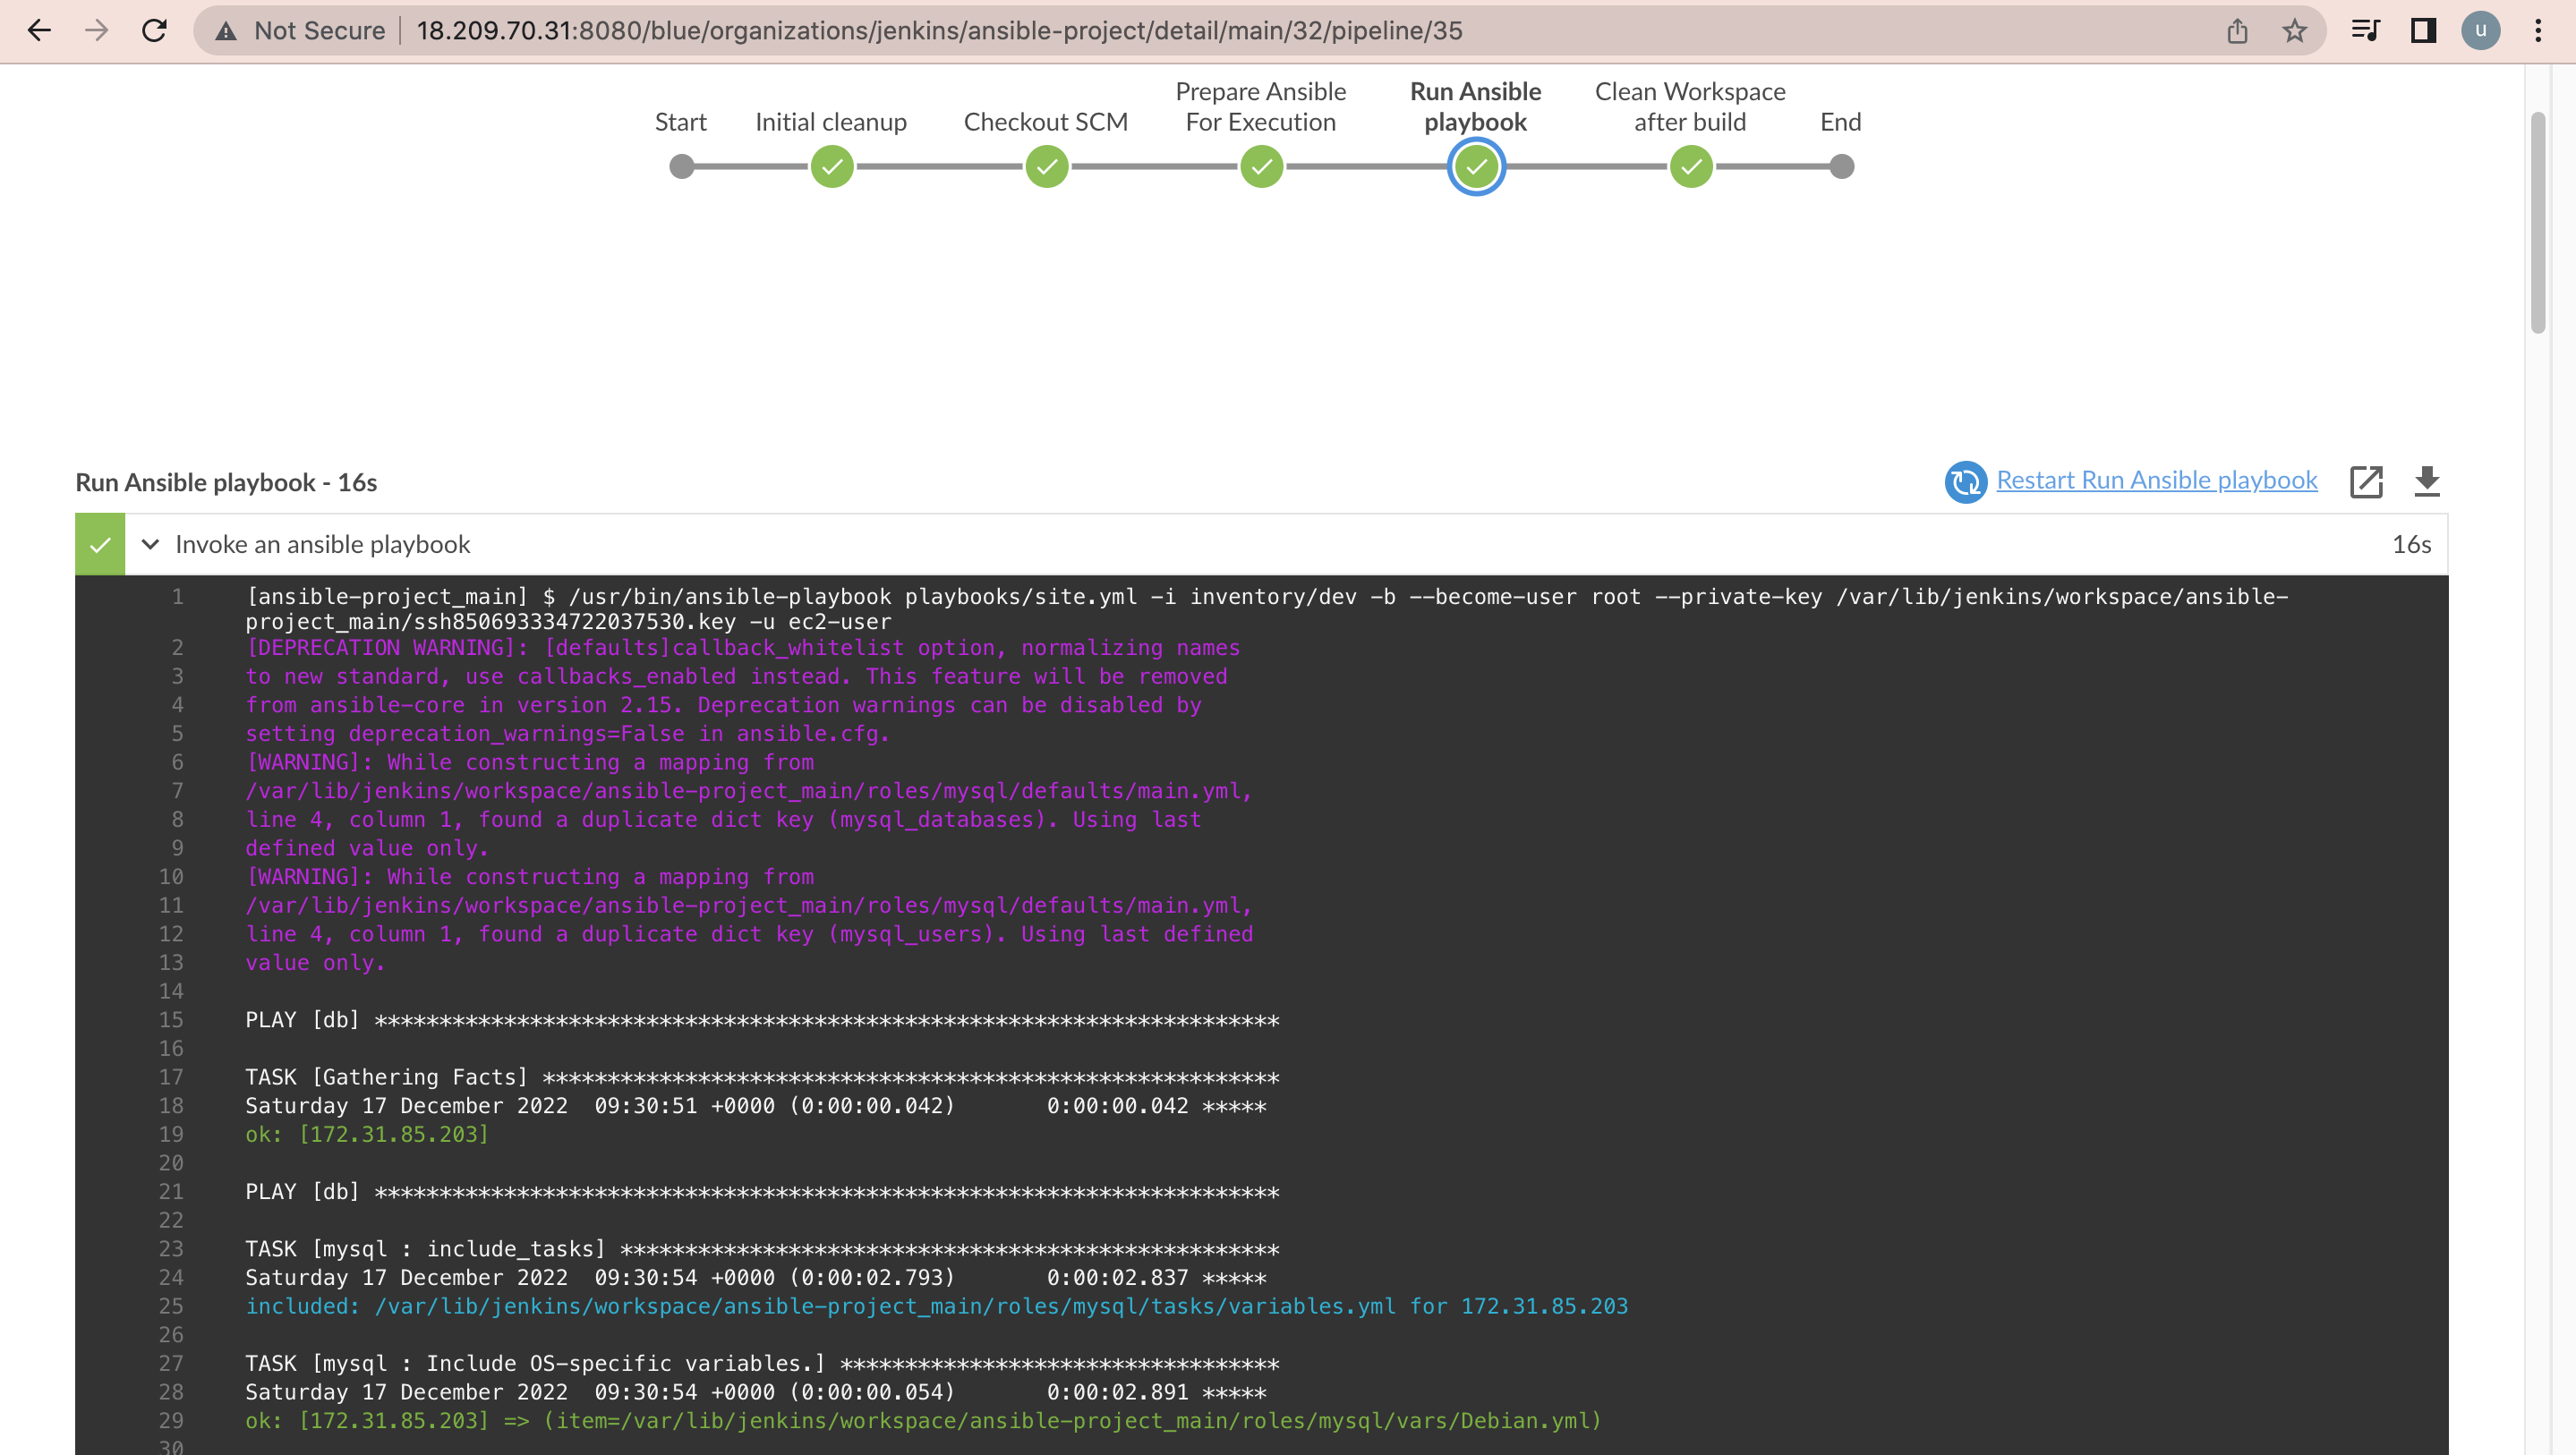 Not Secure | 18.209.70.31:8080/blue/organizations/jenkins/ansible-project/detail/main/32/pipeline/35
u
Start
Initial cleanup
Checkout SCM
Prepare Ansible
For Execution
Run Ansible
playbook
Clean Workspace
after build
End
Run Ansible playbook - 16s
Restart Run Ansible playbook
Invoke an ansible playbook
16s
1 [ansible-project_main] $ /usr/bin/ansible-playbook playbooks/site.yml -i inventory/dev -b --become-user root --private-key /var/lib/jenkins/workspace/ansible-
project_main/ssh850693334722037530.key -u ec2-user
2 [DEPRECATION WARNING]: [defaults]callback_whitelist option, normalizing names
3 to new standard, use callbacks_enabled instead. This feature will be removed
4 from ansible-core in version 2.15. Deprecation warnings can be disabled by
5 setting deprecation_warnings=False in ansible.cfg.
6 [WARNING]: While constructing a mapping from
7 /var/lib/jenkins/workspace/ansible-project_main/roles/mysql/defaults/main.yml,
8 line 4, column 1, found a duplicate dict key (mysql_databases). Using last
9 defined value only.
10 [WARNING]: While constructing a mapping from
11 /var/lib/jenkins/workspace/ansible-project_main/roles/mysql/defaults/main.yml,
12 line 4, column 1, found a duplicate dict key (mysql_users). Using last defined
13 value only.
14
15 PLAY [db] **********************************************************************
16
17 TASK [Gathering Facts] *********************************************************
18 Saturday 17 December 2022  09:30:51 +0000 (0:00:00.042)       0:00:00.042 *****
19 ok: [172.31.85.203]
20
21 PLAY [db] **********************************************************************
22
23 TASK [mysql : include_tasks] ***************************************************
24 Saturday 17 December 2022  09:30:54 +0000 (0:00:02.793)       0:00:02.837 *****
25 included: /var/lib/jenkins/workspace/ansible-project_main/roles/mysql/tasks/variables.yml for 172.31.85.203
26
27 TASK [mysql : Include OS-specific variables.] **********************************
28 Saturday 17 December 2022  09:30:54 +0000 (0:00:00.054)       0:00:02.891 *****
29 ok: [172.31.85.203] => (item=/var/lib/jenkins/workspace/ansible-project_main/roles/mysql/vars/Debian.yml)
30